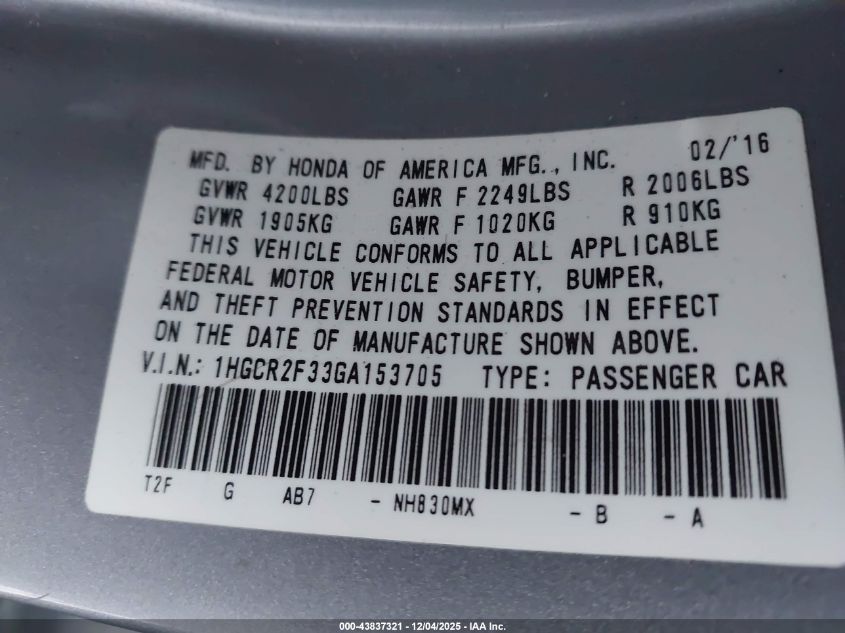 MFD. BY HONDA OF AMERICA MFG., INC. 02/'16
GVWR 4200LBS GAWR F 2249LBS R 2006LBS
GVWR 1905KG GAWR F 1020KG R 910KG
THIS VEHICLE CONFORMS TO ALL APPLICABLE
FEDERAL MOTOR VEHICLE SAFETY, BUMPER,
AND THEFT PREVENTION STANDARDS IN EFFECT
ON THE DATE OF MANUFACTURE SHOWN ABOVE.
V.I.N.: 1HGCR2F33GA153705 TYPE: PASSENGER CAR
T2F G AB7 - NH830MX - B - A
000-43837321 - 12/04/2025 - IAA Inc.